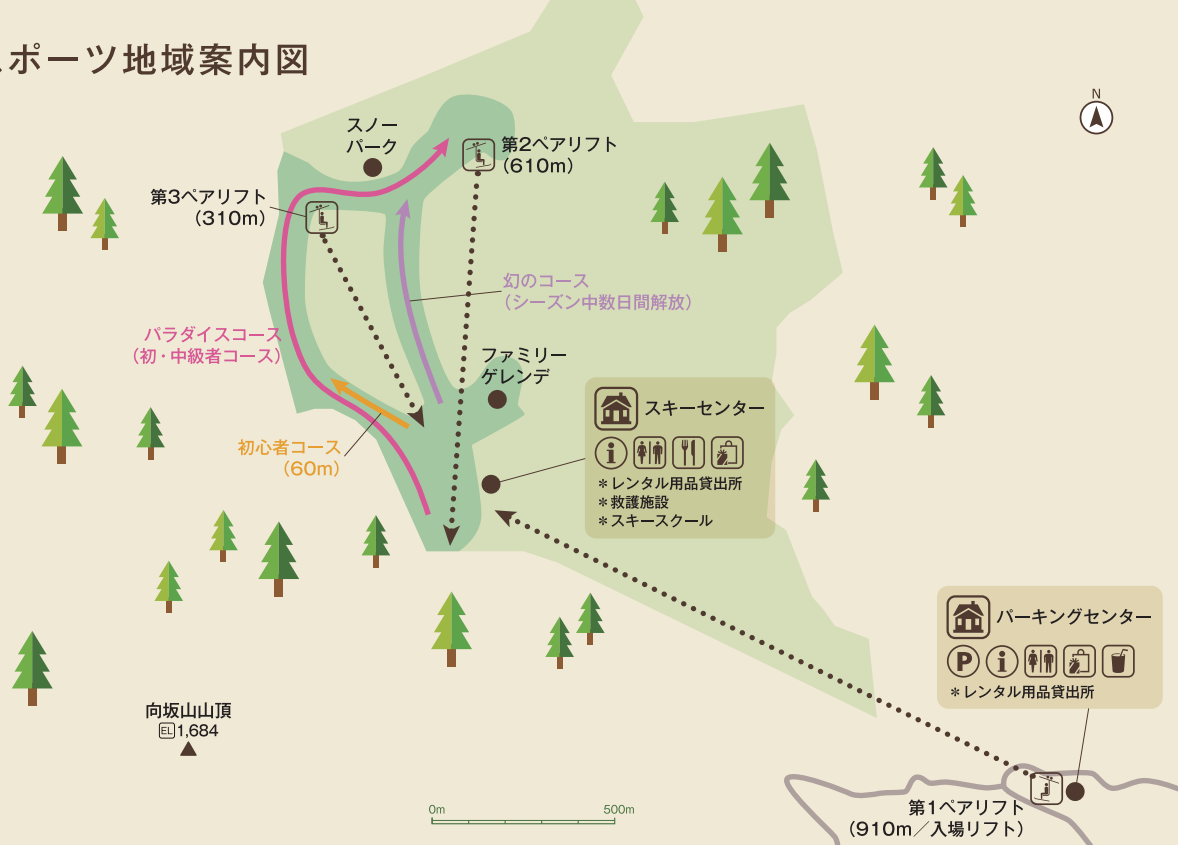 ポーツ地域案内図
N
スノー
パーク
第2ペアリフト
(610m)
第3ペアリフト
(310m)
幻のコース
(シーズン中数日間解放)
パラダイスコース
(初・中級者コース)
ファミリー
ゲレンデ
スキーセンター
i
＊レンタル用品貸出所
＊救護施設
＊スキースクール
初心者コース
(60m)
パーキングセンター
P i
＊レンタル用品貸出所
向坂山山頂
EL 1,684
0m 500m
第1ペアリフト
(910m／入場リフト)